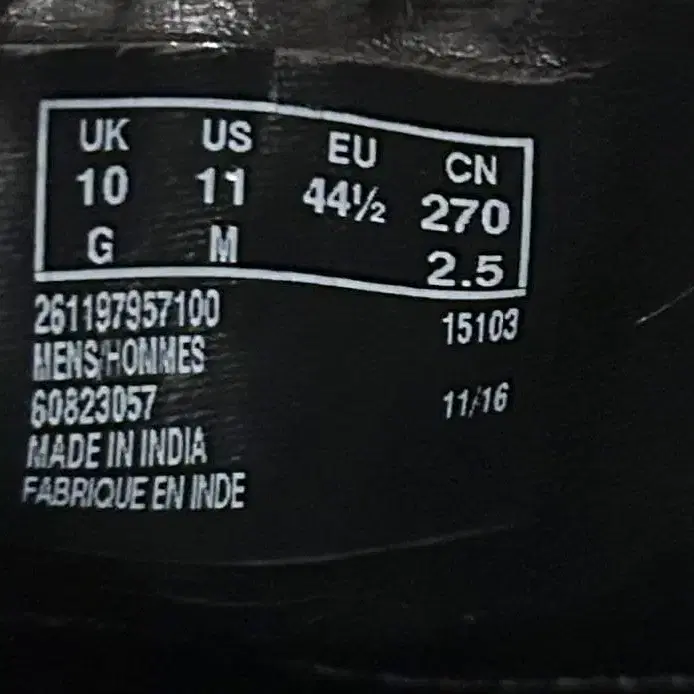 UK US EU CN
10 11 44½ 270
G M 2.5
261197957100 15103
MENS/HOMMES
60823057 11/16
MADE IN INDIA
FABRIQUE EN INDE